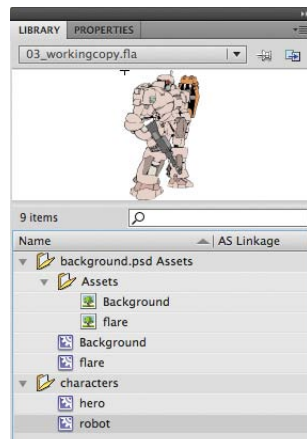 LIBRARY PROPERTIES
03_workingcopy.fla
9 items
Name AS Linkage
background.psd Assets
Assets
Background
flare
Background
flare
characters
hero
robot